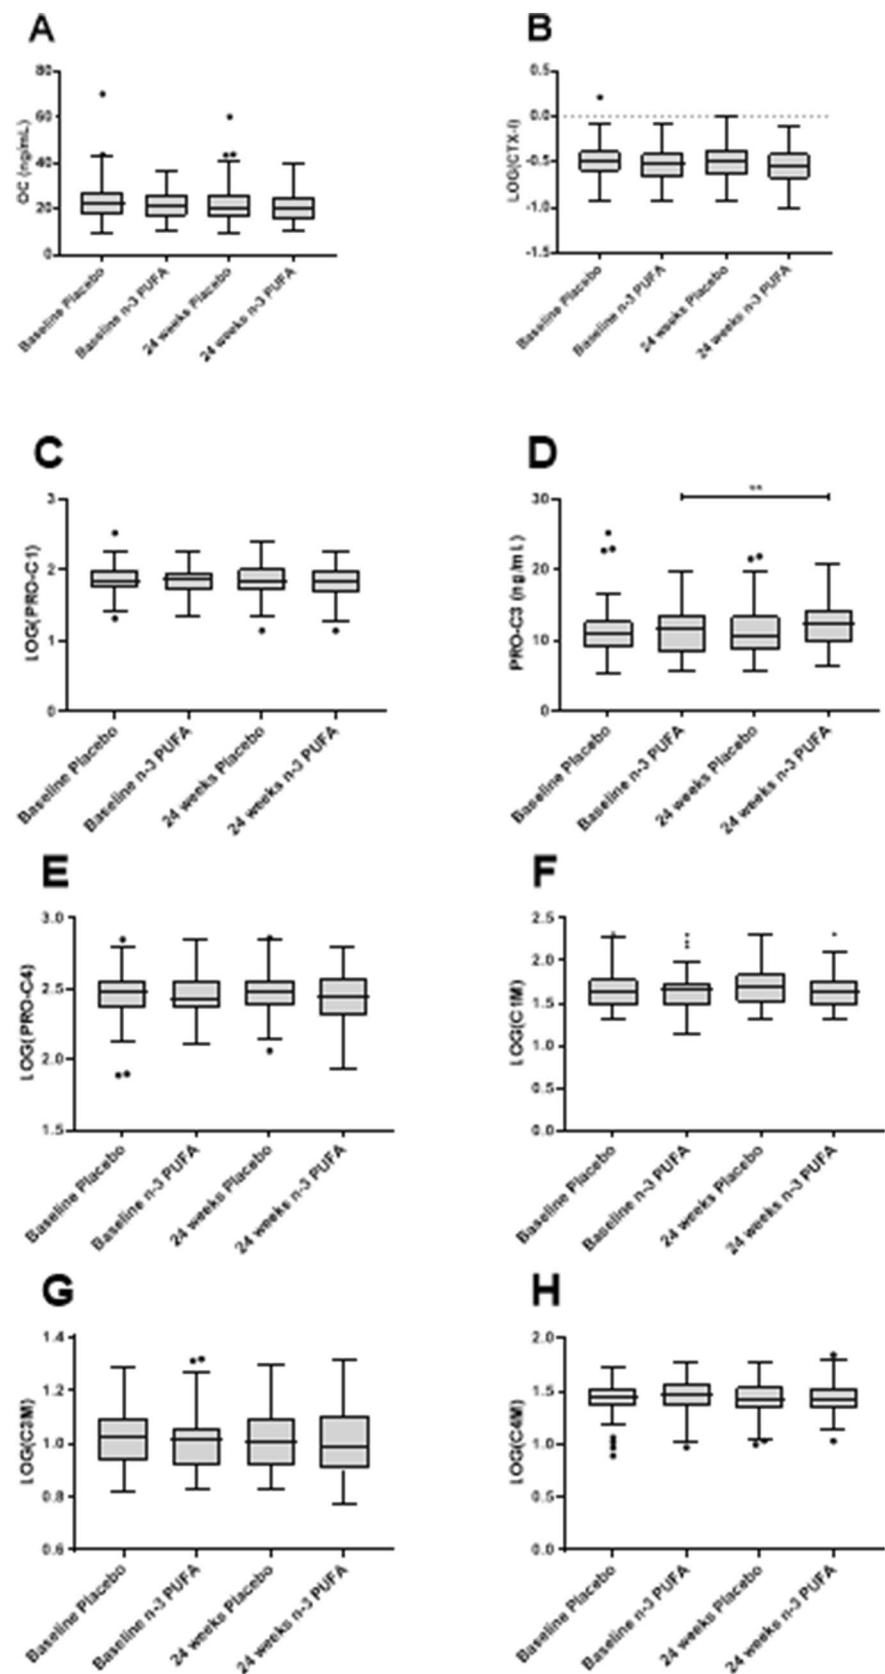 A
B
OC (ng/mL)
80
60
40
20
0
Baseline Placebo
Baseline n-3 PUFA
24 weeks Placebo
24 weeks n-3 PUFA
LOG(CTX-I)
0.5
0.0
-0.5
-1.0
-1.5
Baseline Placebo
Baseline n-3 PUFA
24 weeks Placebo
24 weeks n-3 PUFA
C
D
LOG(PRO-C1)
3
2
1
0
Baseline Placebo
Baseline n-3 PUFA
24 weeks Placebo
24 weeks n-3 PUFA
PRO-C3 (ng/mL)
30
20
10
0
**
Baseline Placebo
Baseline n-3 PUFA
24 weeks Placebo
24 weeks n-3 PUFA
E
F
LOG(PRO-C4)
3.0
2.5
2.0
1.5
Baseline Placebo
Baseline n-3 PUFA
24 weeks Placebo
24 weeks n-3 PUFA
LOG(C1M)
2.5
2.0
1.5
1.0
0.5
0.0
Baseline Placebo
Baseline n-3 PUFA
24 weeks Placebo
24 weeks n-3 PUFA
G
H
LOG(C3M)
1.4
1.2
1.0
0.8
0.6
Baseline Placebo
Baseline n-3 PUFA
24 weeks Placebo
24 weeks n-3 PUFA
LOG(C4M)
2.0
1.5
1.0
0.5
0.0
Baseline Placebo
Baseline n-3 PUFA
24 weeks Placebo
24 weeks n-3 PUFA